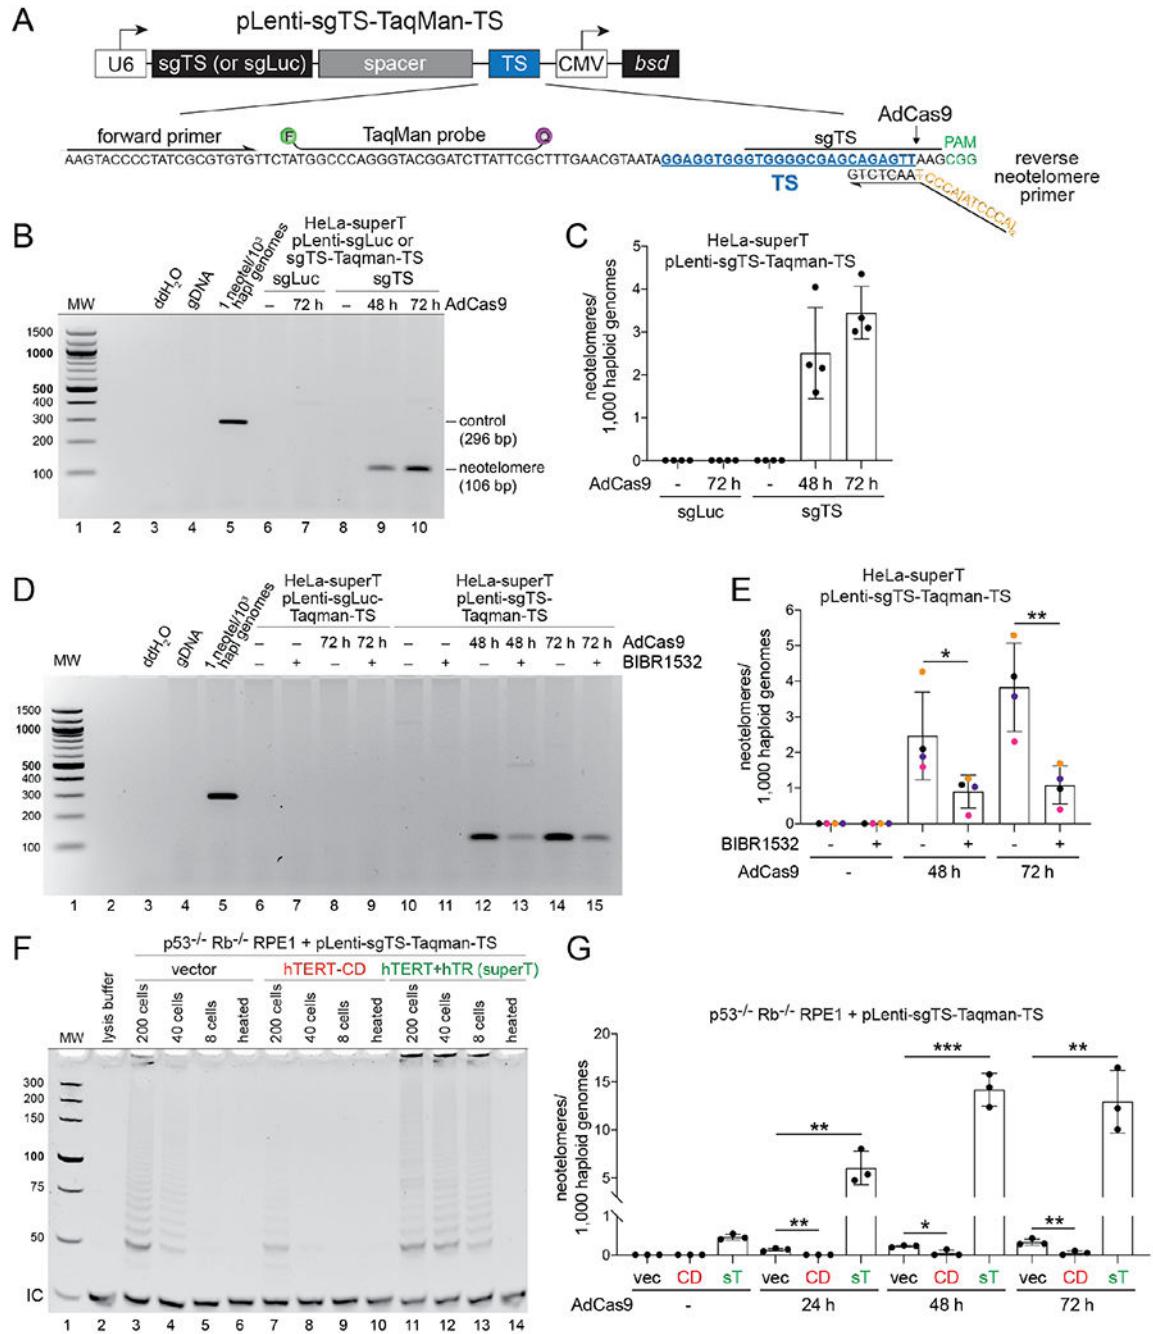 A
pLenti-sgTS-TaqMan-TS
U6 sgTS (or sgLuc) spacer TS CMV bsd
AdCas9
forward primer F TaqMan probe Q sgTS PAM
AAGTACCCCTATCGCGTGTGTTCTATGGCCCAGGGTACGGATCTTATTCGCTTTGAACGTAATAGGAGGTGGGTGGGGCGAGCAGAGTTAAGCGG
TS
GTCTCAATCCCA[ATCCCA]
reverse
neotelomere
primer
B
HeLa-superT
pLenti-sgLuc or
sgTS-Taqman-TS
sgLuc sgTS
MW ddH2O gDNA 1 neotel/10³ hapl genomes – 72 h – 48 h 72 h AdCas9
1500
1000
500
400
300
200
100
control
(296 bp)
neotelomere
(106 bp)
1 2 3 4 5 6 7 8 9 10
C
HeLa-superT
pLenti-sgTS-Taqman-TS
neotelomeres/
1,000 haploid genomes
5
4
3
2
1
0
AdCas9 - 72 h - 48 h 72 h
sgLuc sgTS
D
HeLa-superT
pLenti-sgLuc-
Taqman-TS
HeLa-superT
pLenti-sgTS-
Taqman-TS
MW ddH2O gDNA 1 neotel/10³ hapl genomes
– – 72 h 72 h – – 48 h 48 h 72 h 72 h AdCas9
– + – + – + – + – + BIBR1532
1500
1000
500
400
300
200
100
1 2 3 4 5 6 7 8 9 10 11 12 13 14 15
E
HeLa-superT
pLenti-sgTS-Taqman-TS
neotelomeres/
1,000 haploid genomes
6
5
4
3
2
1
0
* **
BIBR1532 - + - + - +
AdCas9 - 48 h 72 h
F
p53-/- Rb-/- RPE1 + pLenti-sgTS-Taqman-TS
vector hTERT-CD hTERT+hTR (superT)
MW lysis buffer 200 cells 40 cells 8 cells heated 200 cells 40 cells 8 cells heated 200 cells 40 cells 8 cells heated
300
200
150
100
75
50
IC
1 2 3 4 5 6 7 8 9 10 11 12 13 14
G
p53-/- Rb-/- RPE1 + pLenti-sgTS-Taqman-TS
neotelomeres/
1,000 haploid genomes
20
15
10
5
1
0
** *** **
** * **
vec CD sT vec CD sT vec CD sT vec CD sT
AdCas9 - 24 h 48 h 72 h